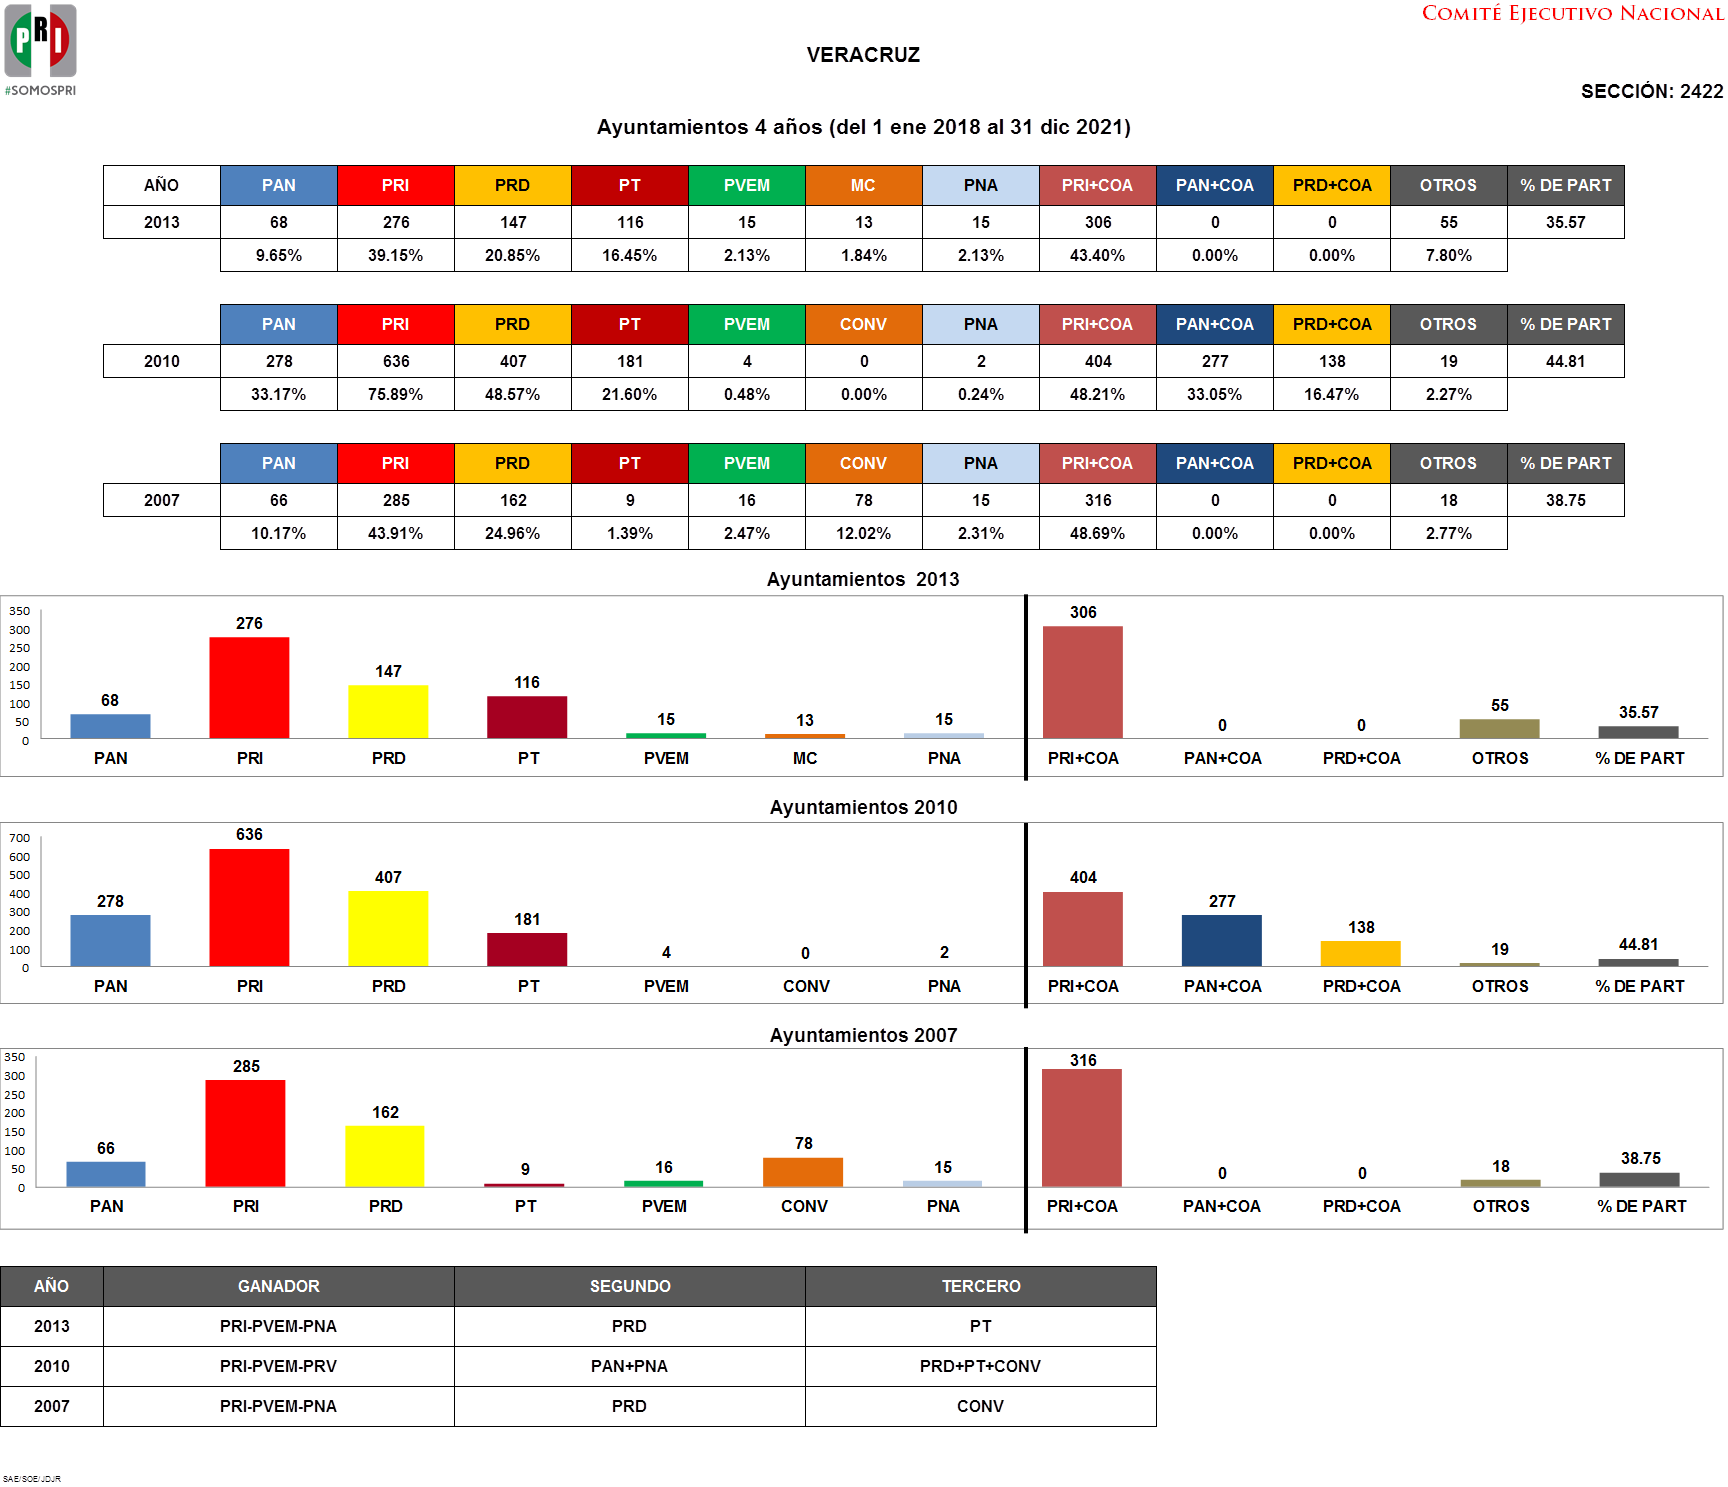 PRI
#SOMOSPRI
COMITÉ EJECUTIVO NACIONAL
VERACRUZ
SECCIÓN: 2422
Ayuntamientos 4 años (del 1 ene 2018 al 31 dic 2021)
AÑO PAN PRI PRD PT PVEM MC PNA PRI+COA PAN+COA PRD+COA OTROS % DE PART
2013 68 276 147 116 15 13 15 306 0 0 55 35.57
9.65% 39.15% 20.85% 16.45% 2.13% 1.84% 2.13% 43.40% 0.00% 0.00% 7.80%
PAN PRI PRD PT PVEM CONV PNA PRI+COA PAN+COA PRD+COA OTROS % DE PART
2010 278 636 407 181 4 0 2 404 277 138 19 44.81
33.17% 75.89% 48.57% 21.60% 0.48% 0.00% 0.24% 48.21% 33.05% 16.47% 2.27%
PAN PRI PRD PT PVEM CONV PNA PRI+COA PAN+COA PRD+COA OTROS % DE PART
2007 66 285 162 9 16 78 15 316 0 0 18 38.75
10.17% 43.91% 24.96% 1.39% 2.47% 12.02% 2.31% 48.69% 0.00% 0.00% 2.77%
Ayuntamientos 2013
350
300
250
200
150
100
50
0
68 276 147 116 15 13 15 306 0 0 55 35.57
PAN PRI PRD PT PVEM MC PNA PRI+COA PAN+COA PRD+COA OTROS % DE PART
Ayuntamientos 2010
700
600
500
400
300
200
100
0
278 636 407 181 4 0 2 404 277 138 19 44.81
PAN PRI PRD PT PVEM CONV PNA PRI+COA PAN+COA PRD+COA OTROS % DE PART
Ayuntamientos 2007
350
300
250
200
150
100
50
0
66 285 162 9 16 78 15 316 0 0 18 38.75
PAN PRI PRD PT PVEM CONV PNA PRI+COA PAN+COA PRD+COA OTROS % DE PART
AÑO GANADOR SEGUNDO TERCERO
2013 PRI-PVEM-PNA PRD PT
2010 PRI-PVEM-PRV PAN+PNA PRD+PT+CONV
2007 PRI-PVEM-PNA PRD CONV
SAE/SOE/JDJR